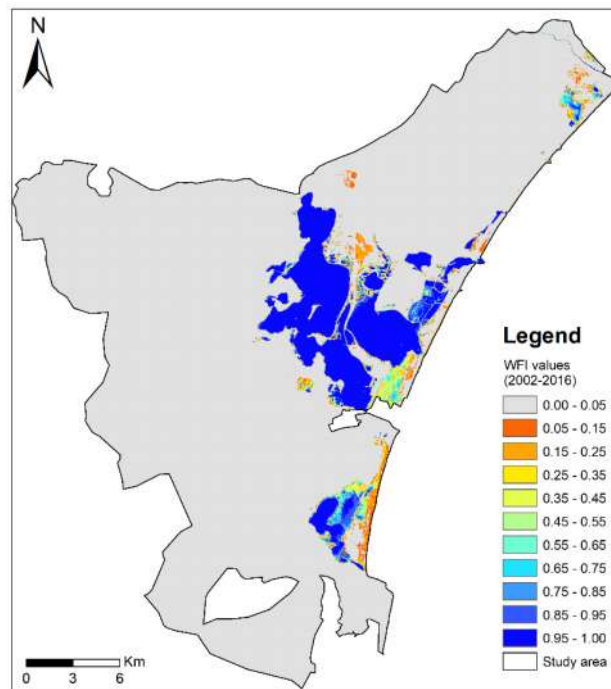 N
Legend
WFI values
(2002-2016)
0.00 - 0.05
0.05 - 0.15
0.15 - 0.25
0.25 - 0.35
0.35 - 0.45
0.45 - 0.55
0.55 - 0.65
0.65 - 0.75
0.75 - 0.85
0.85 - 0.95
0.95 - 1.00
Study area
Km
0 3 6